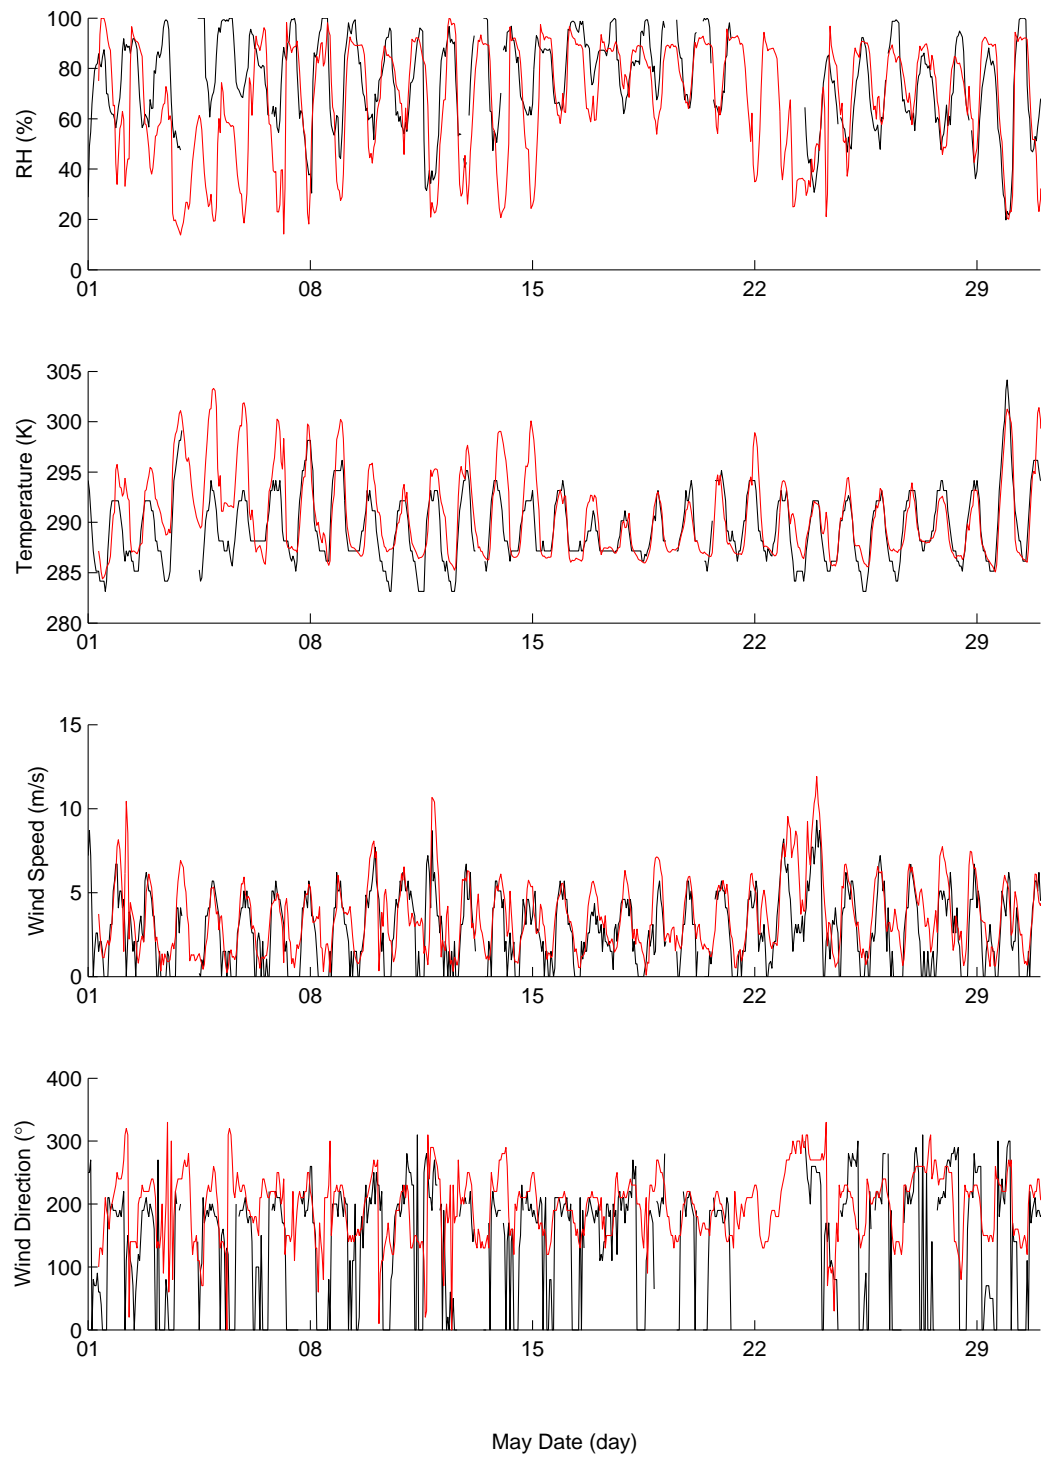 RH (%)
100
80
60
40
20
0
01 08 15 22 29
Temperature (K)
305
300
295
290
285
280
01 08 15 22 29
Wind Speed (m/s)
15
10
5
0
01 08 15 22 29
Wind Direction (°)
400
300
200
100
0
01 08 15 22 29
May Date (day)